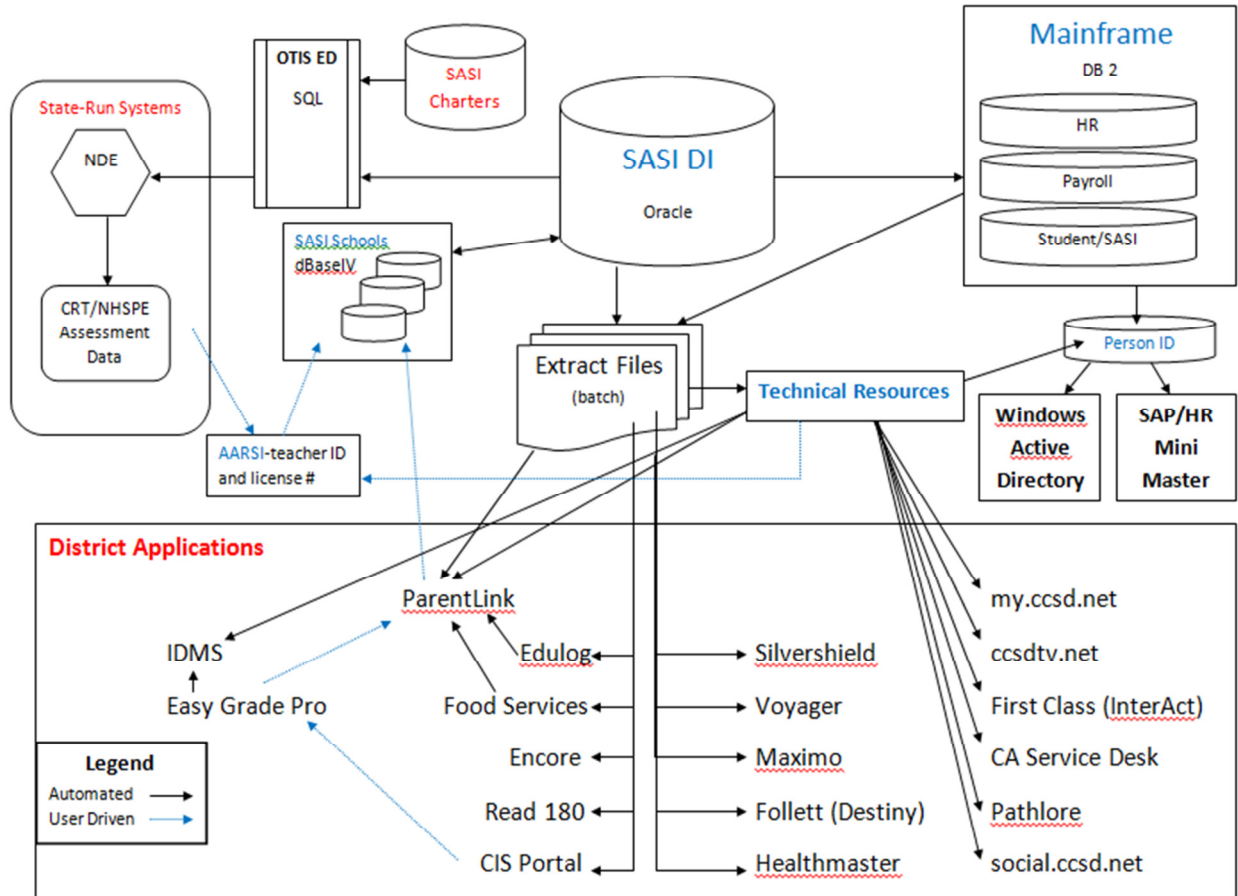 OTIS ED
SQL
SASI
Charters
Mainframe
DB 2
HR
Payroll
Student/SASI
State-Run Systems
NDE
CRT/NHSPE
Assessment
Data
SASI DI
Oracle
SASI Schools
dBaseIV
Person ID
Extract Files
(batch)
Technical Resources
Windows
Active
Directory
SAP/HR
Mini
Master
AARSI-teacher ID
and license #
District Applications
ParentLink
IDMS
Easy Grade Pro
Edulog
Food Services
Encore
Read 180
CIS Portal
Silvershield
Voyager
Maximo
Follett (Destiny)
Healthmaster
my.ccsd.net
ccsdtv.net
First Class (InterAct)
CA Service Desk
Pathlore
social.ccsd.net
Legend
Automated
User Driven